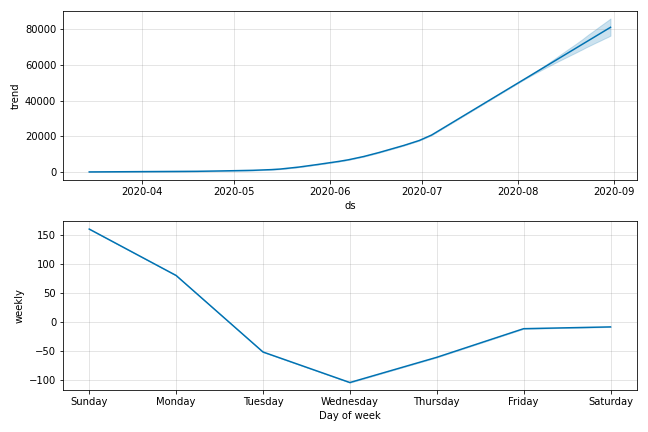 80000
60000
40000
20000
0
trend
2020-04 2020-05 2020-06 2020-07 2020-08 2020-09
ds
150
100
50
0
−50
−100
weekly
Sunday Monday Tuesday Wednesday Thursday Friday Saturday
Day of week